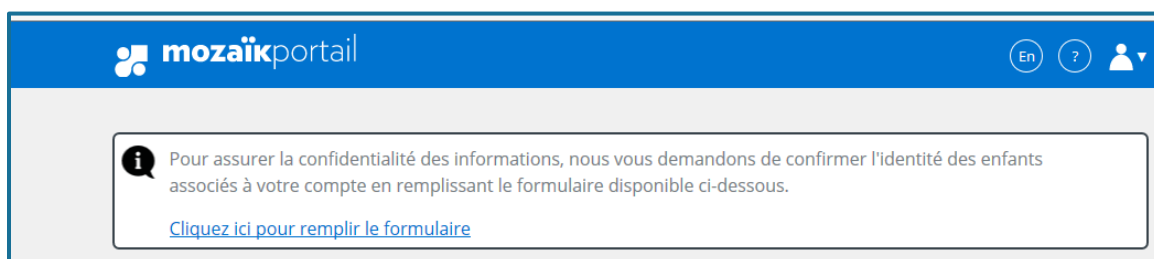 mozaïkportail
En ?
Pour assurer la confidentialité des informations, nous vous demandons de confirmer l'identité des enfants
associés à votre compte en remplissant le formulaire disponible ci-dessous.
Cliquez ici pour remplir le formulaire